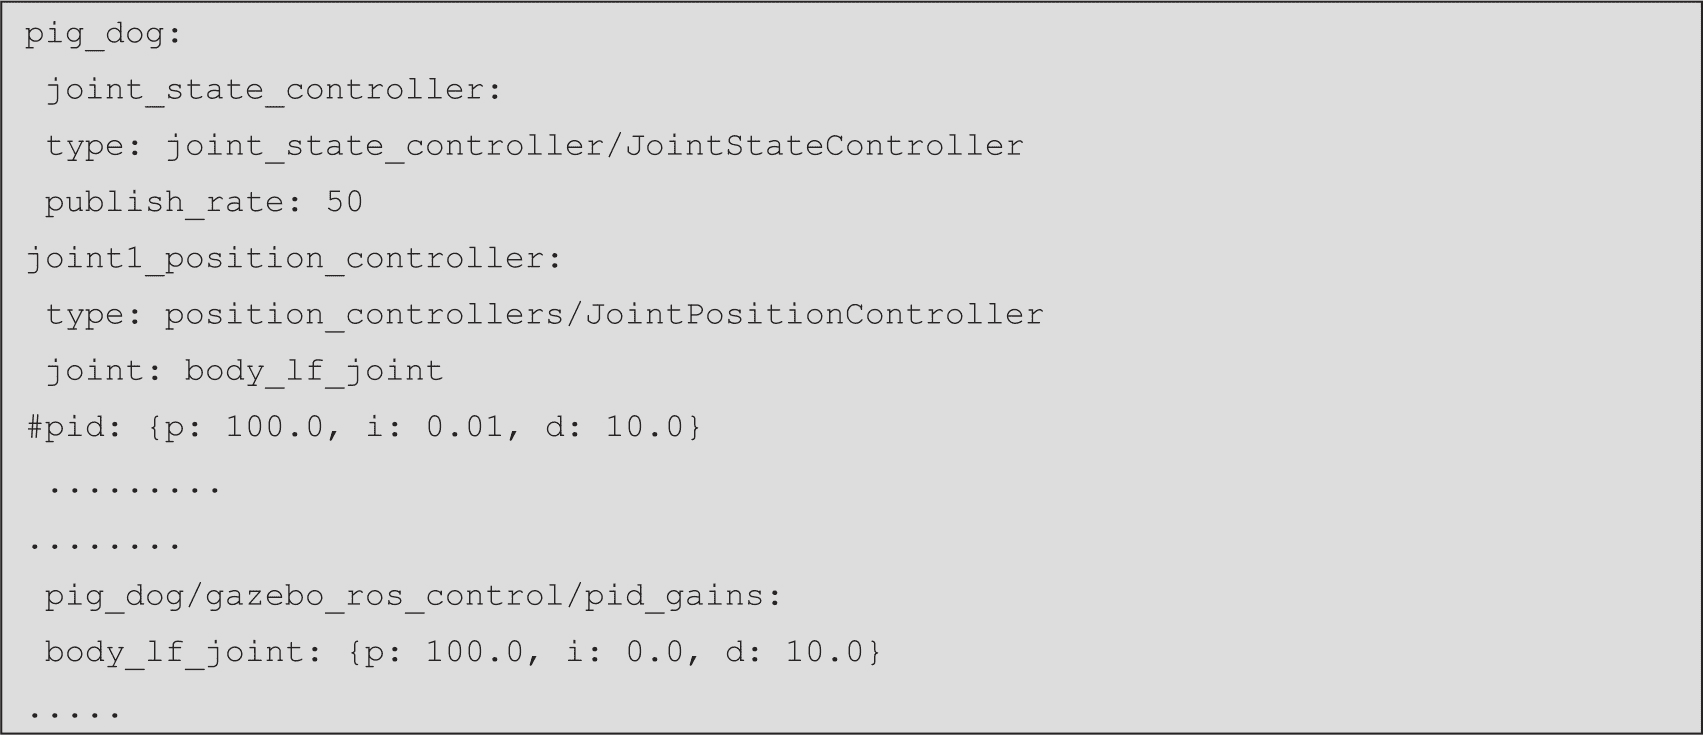 pig_dog:
 joint_state_controller:
 type: joint_state_controller/JointStateController
 publish_rate: 50
joint1_position_controller:
 type: position_controllers/JointPositionController
 joint: body_lf_joint
#pid: {p: 100.0, i: 0.01, d: 10.0}
 .........
........
 pig_dog/gazebo_ros_control/pid_gains:
 body_lf_joint: {p: 100.0, i: 0.0, d: 10.0}
.....